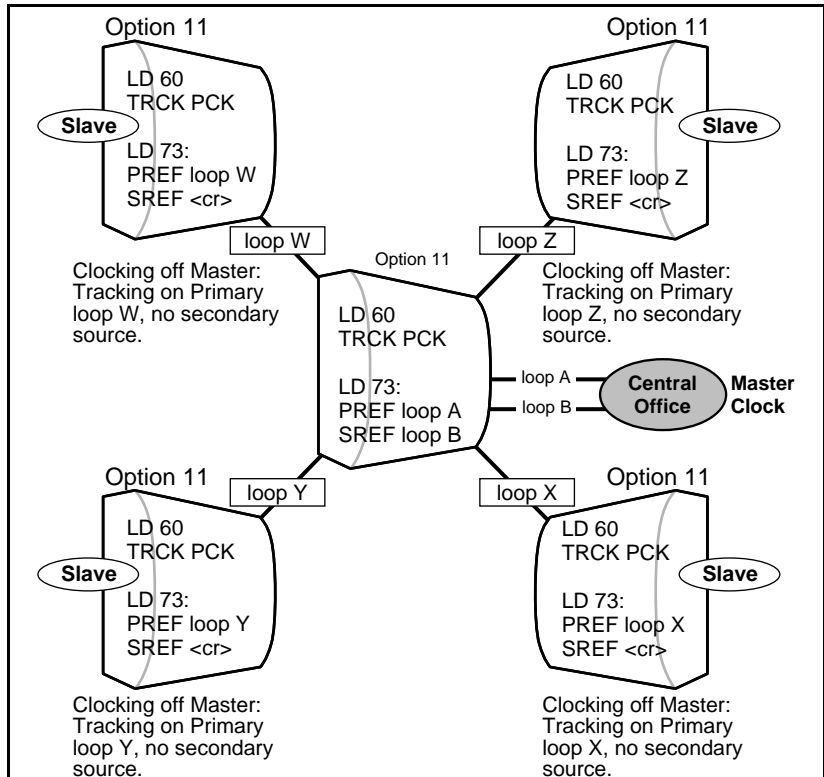 Option 11
LD 60
TRCK PCK
Slave
LD 73:
PREF loop W
SREF <cr>
loop W
Clocking off Master:
Tracking on Primary
loop W, no secondary
source.
Option 11
LD 60
TRCK PCK
Slave
LD 73:
PREF loop Z
SREF <cr>
loop Z
Clocking off Master:
Tracking on Primary
loop Z, no secondary
source.
Option 11
LD 60
TRCK PCK
LD 73:
PREF loop A
SREF loop B
loop A
loop B
Central
Office
Master
Clock
Option 11
loop Y
LD 60
TRCK PCK
Slave
LD 73:
PREF loop Y
SREF <cr>
Clocking off Master:
Tracking on Primary
loop Y, no secondary
source.
Option 11
loop X
LD 60
TRCK PCK
Slave
LD 73:
PREF loop X
SREF <cr>
Clocking off Master:
Tracking on Primary
loop X, no secondary
source.